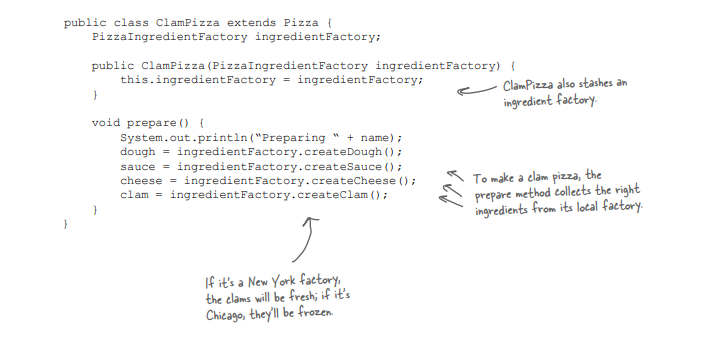 public class ClamPizza extends Pizza {
PizzaIngredientFactory ingredientFactory;
public ClamPizza(PizzaIngredientFactory ingredientFactory) {
this.ingredientFactory = ingredientFactory;
}
ClamPizza also stashes an
ingredient factory.
void prepare() {
System.out.println(“Preparing “ + name);
dough = ingredientFactory.createDough();
sauce = ingredientFactory.createSauce();
cheese = ingredientFactory.createCheese();
clam = ingredientFactory.createClam();
}
}
To make a clam pizza, the
prepare method collects the right
ingredients from its local factory.
If it's a New York factory,
the clams will be fresh; if it's
Chicago, they'll be frozen.